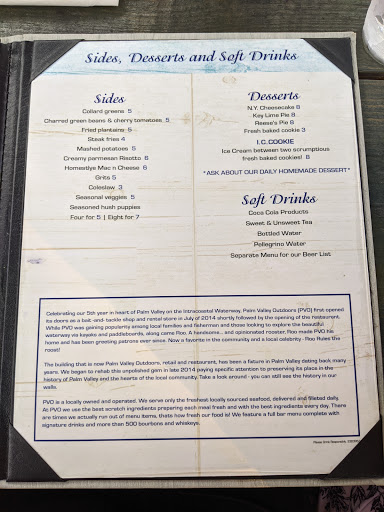 Sides, Desserts and Soft Drinks
Sides
Collard greens 5
Charred green beans & cherry tomatoes 5
Fried plantains 5
Steak fries 4
Mashed potatoes 5
Creamy parmesan Risotto 8
Homestlye Mac n Cheese 6
Grits 5
Coleslaw 3
Seasonal veggies 5
Seasoned hush puppies
Four for 5 | Eight for 7
Desserts
N.Y. Cheesecake 8
Key Lime Pie 8
Reese's Pie 8
Fresh baked cookie 3
I.C.COOKIE
Ice Cream between two scrumptious
fresh baked cookies! 8
*ASK ABOUT OUR DAILY HOMEMADE DESSERT*
Soft Drinks
Coca Cola Products
Sweet & Unsweet Tea
Bottled Water
Pellegrino Water
Separate Menu for our Beer List
Celebrating our 5th year in heart of Palm Valley on the Intracoastal Waterway, Palm Valley Outdoors (PVO) first opened
its doors as a bait-and-tackle shop and rental store in July of 2014 shortly followed by the opening of the restaurant.
While PVO was gaining popularity among local families and fisherman and those looking to explore the beautiful
waterway via kayaks and paddleboards, along came Roo. A handsome... and opinionated rooster, Roo made PVO his
home and has been greeting patrons ever since. Now a favorite in the community and a local celebrity - Roo Rules the
roost!
The building that is now Palm Valley Outdoors, retail and restaurant, has been a fixture in Palm Valley dating back many
years. We began to rehab this unpolished gem in late 2014 paying specific attention to preserving its place in the
history of Palm Valley and the hearts of the local community. Take a look around - you can still see the history in our
walls.
PVO is a locally owned and operated. We serve only the freshest locally sourced seafood, delivered and filleted daily.
At PVO we use the best scratch ingredients preparing each meal fresh and with the best ingredients every day. There
are times we actually run out of menu items, thats how fresh our food is! We feature a full bar menu complete with
signature drinks and more than 500 bourbons and whiskeys.